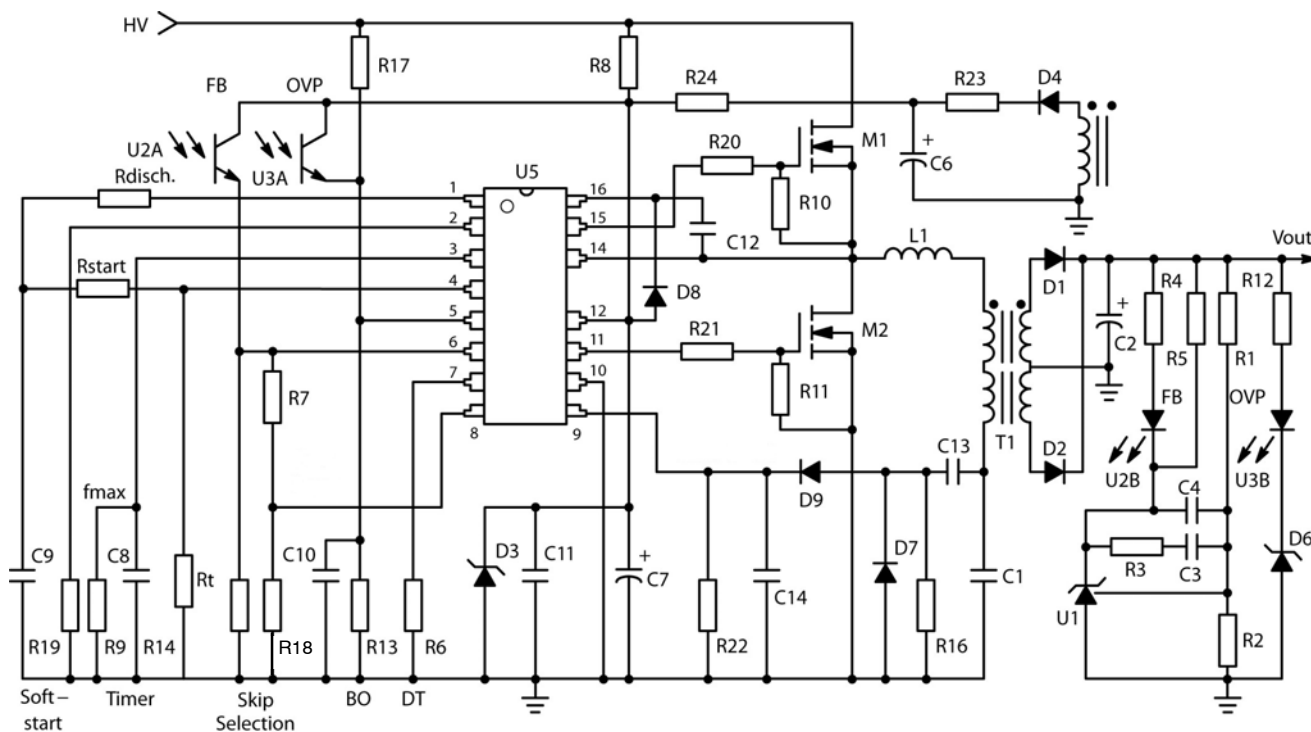 HV
R17
R8
FB
OVP
R24
R23
D4
U2A
U3A
R20
M1
C6
Rdisch.
U5
1
16
R10
2
15
C12
3
14
L1
Vout
Rstart
4
D8
D1
R4
R12
5
12
R21
M2
C2
R5
R1
6
11
R7
7
10
R11
FB
OVP
8
9
C13
T1
D2
U2B
U3B
fmax
D9
C4
C9
C8
Rt
C10
D3
C11
C7
D7
C14
C1
R3
C3
D6
U1
R19
R9
R14
R18
R13
R6
R22
R16
R2
Soft-
start
Timer
Skip
Selection
BO
DT
+
+
+